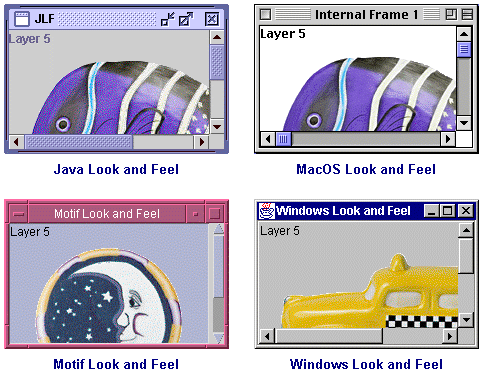 JLF
Layer 5
Java Look and Feel
Internal Frame 1
Layer 5
MacOS Look and Feel
Motif Look and Feel
Layer 5
Motif Look and Feel
Windows Look and Feel
Layer 5
Windows Look and Feel